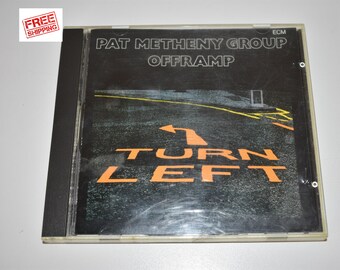 FREE
SHIPPING
ECM
PAT METHENY GROUP
OFFRAMP
TURN
LEFT